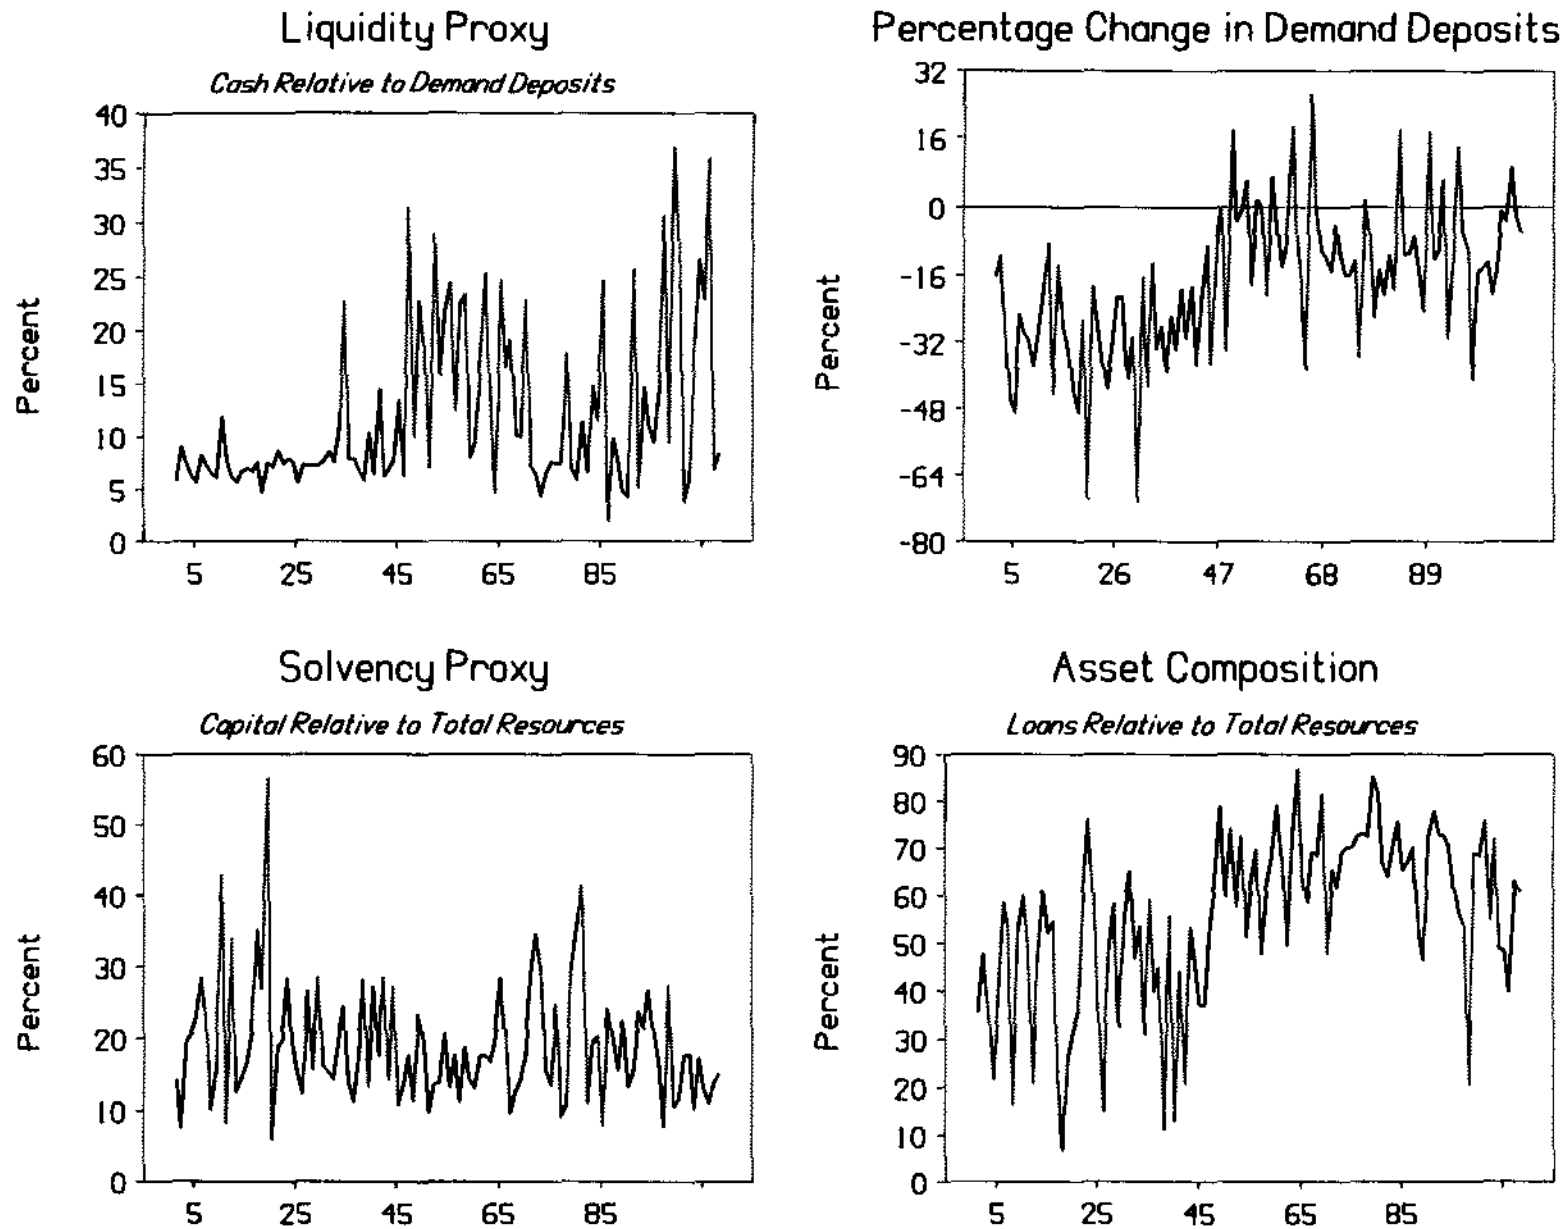 Liquidity Proxy
Cash Relative to Demand Deposits
40
35
30
25
20
15
10
5
0
Percent
5 25 45 65 85
Percentage Change in Demand Deposits
32
16
0
-16
-32
-48
-64
-80
Percent
5 26 47 68 89
Solvency Proxy
Capital Relative to Total Resources
60
50
40
30
20
10
0
Percent
5 25 45 65 85
Asset Composition
Loans Relative to Total Resources
90
80
70
60
50
40
30
20
10
0
Percent
5 25 45 65 85